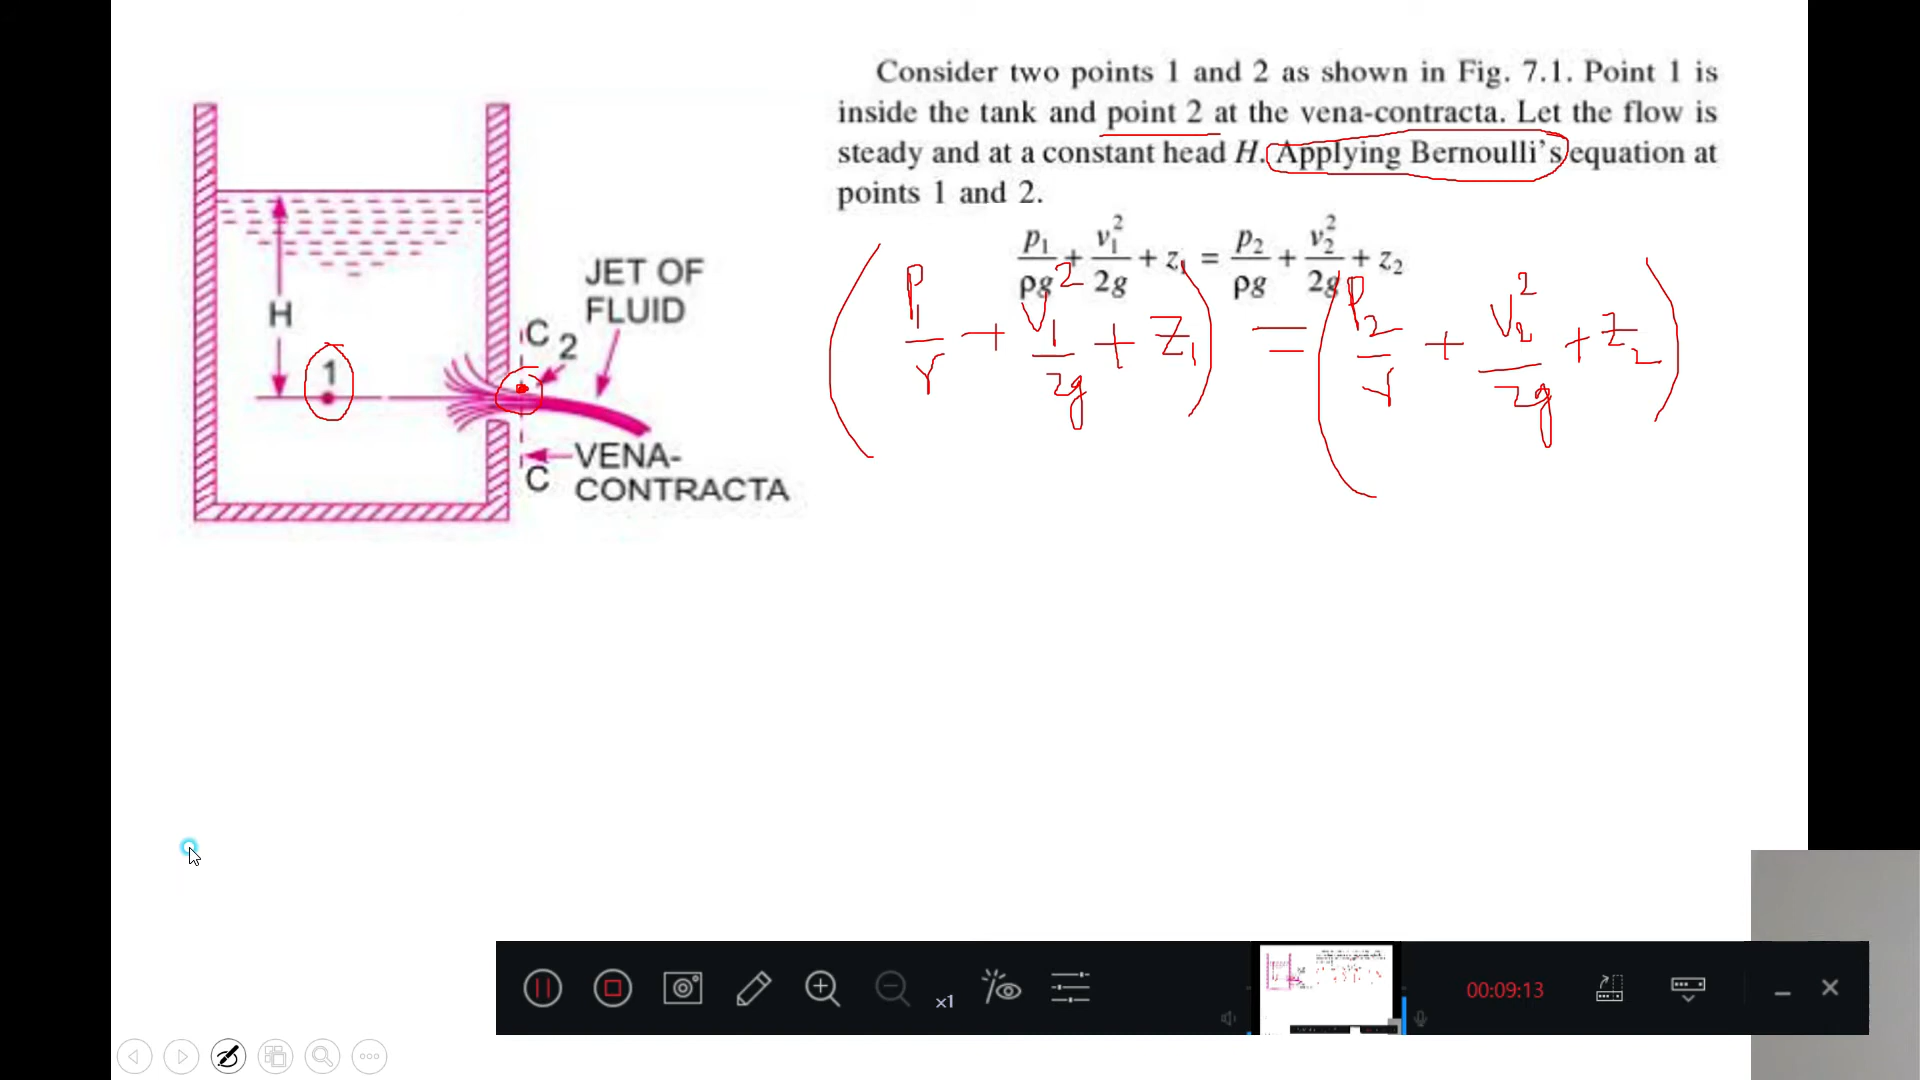 Consider two points 1 and 2 as shown in Fig. 7.1. Point 1 is
inside the tank and point 2 at the vena-contracta. Let the flow is
steady and at a constant head H. Applying Bernoulli's equation at
points 1 and 2.
p₁/ρg + v₁²/2g + z₁ = p₂/ρg + v₂²/2g + z₂
(P₁/γ + V₁²/2g + Z₁) = (P₂/γ + V₂²/2g + Z₂)
H
1
JET OF
FLUID
C 2
C
VENA-
CONTRACTA
x1
00:09:13